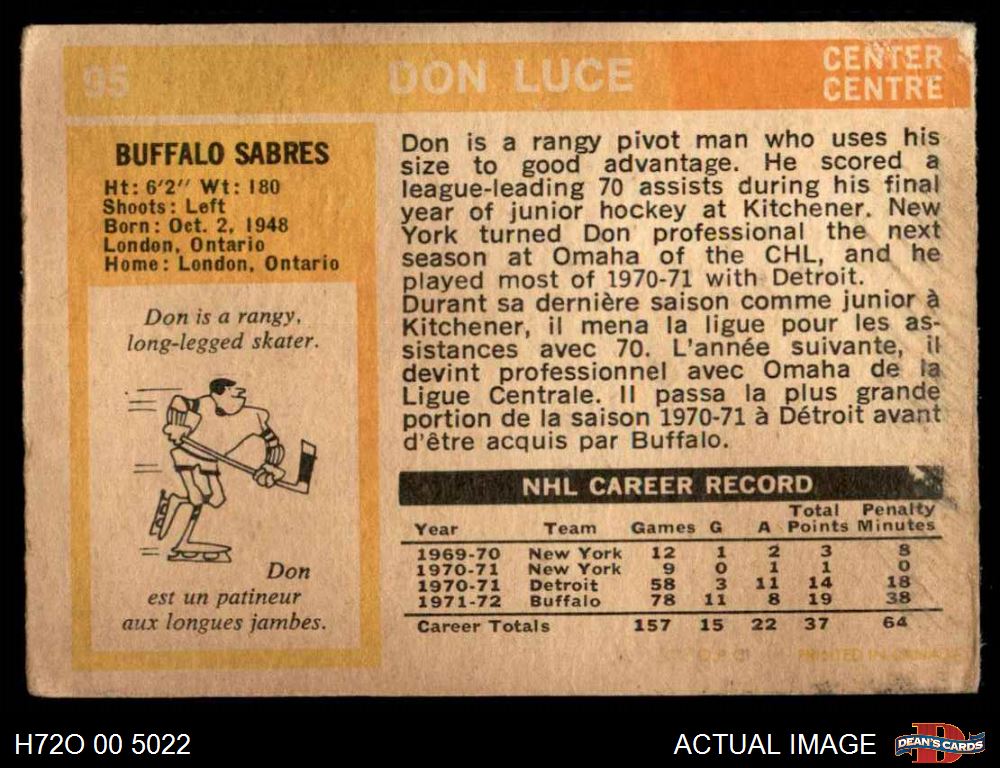 95 DON LUCE CENTER
CENTRE
BUFFALO SABRES
Ht: 6'2" Wt: 180
Shoots: Left
Born: Oct. 2, 1948
London, Ontario
Home: London, Ontario
Don is a rangy,
long-legged skater.
Don
est un patineur
aux longues jambes.
Don is a rangy pivot man who uses his
size to good advantage. He scored a
league-leading 70 assists during his final
year of junior hockey at Kitchener. New
York turned Don professional the next
season at Omaha of the CHL, and he
played most of 1970-71 with Detroit.
Durant sa dernière saison comme junior à
Kitchener, il mena la ligue pour les as-
sistances avec 70. L'année suivante, il
devint professionnel avec Omaha de la
Ligue Centrale. Il passa la plus grande
portion de la saison 1970-71 à Détroit avant
d'être acquis par Buffalo.
NHL CAREER RECORD
Total Penalty
Year Team Games G A Points Minutes
1969-70 New York 12 1 2 3 8
1970-71 New York 9 0 1 1 0
1970-71 Detroit 58 3 11 14 18
1971-72 Buffalo 78 11 8 19 38
Career Totals 157 15 22 37 64
PRINTED IN CANADA
H72O 00 5022
ACTUAL IMAGE
DEAN'S CARDS